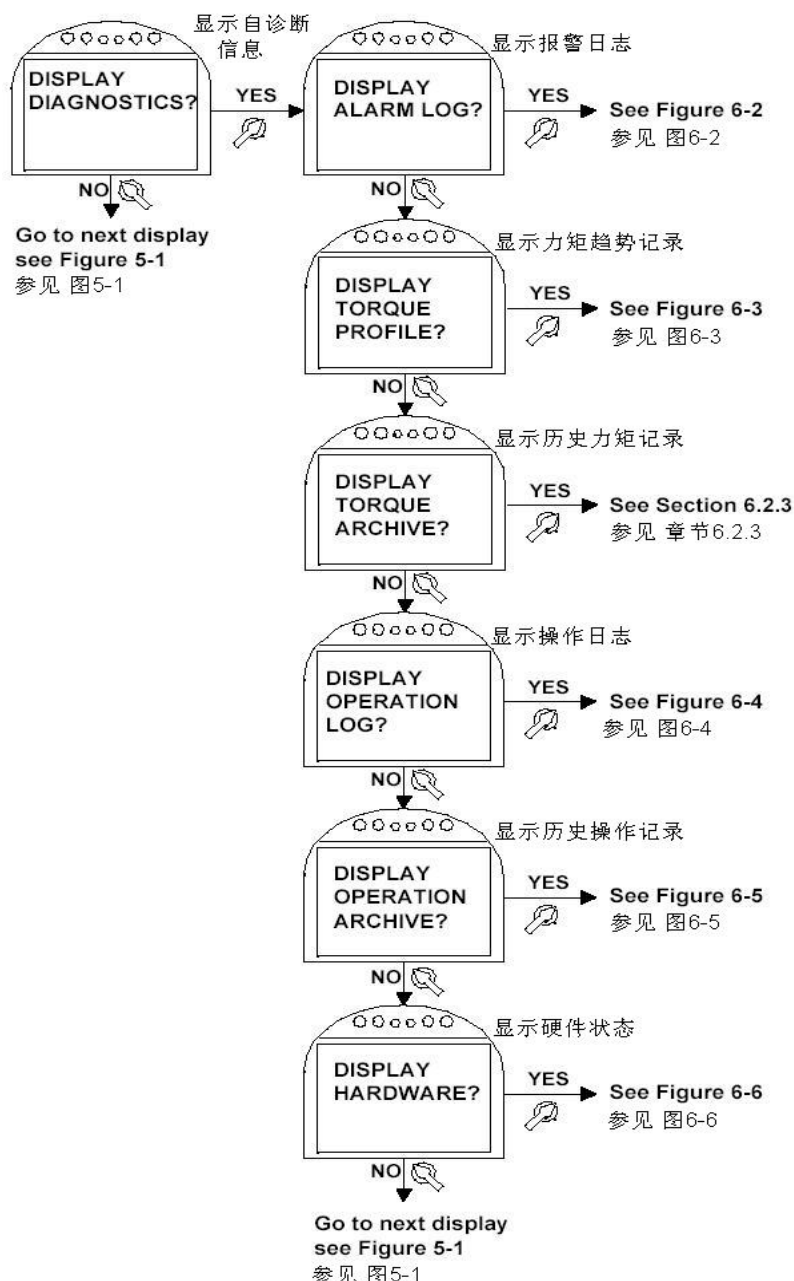 显示自诊断
信息
DISPLAY
DIAGNOSTICS?
YES
NO
Go to next display
see Figure 5-1
参见 图5-1
显示报警日志
DISPLAY
ALARM LOG?
YES
See Figure 6-2
参见 图6-2
NO
显示力矩趋势记录
DISPLAY
TORQUE
PROFILE?
YES
See Figure 6-3
参见 图6-3
NO
显示历史力矩记录
DISPLAY
TORQUE
ARCHIVE?
YES
See Section 6.2.3
参见 章节6.2.3
NO
显示操作日志
DISPLAY
OPERATION
LOG?
YES
See Figure 6-4
参见 图6-4
NO
显示历史操作记录
DISPLAY
OPERATION
ARCHIVE?
YES
See Figure 6-5
参见 图6-5
NO
显示硬件状态
DISPLAY
HARDWARE?
YES
See Figure 6-6
参见 图6-6
NO
Go to next display
see Figure 5-1
参见 图5-1